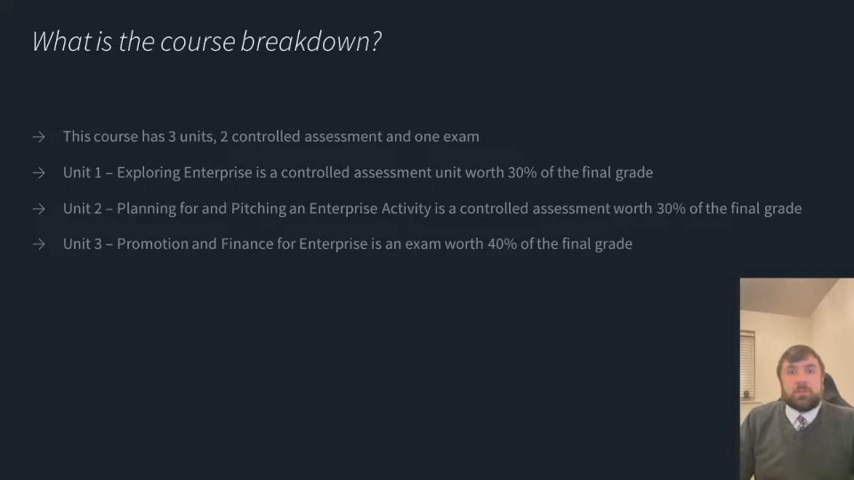 What is the course breakdown?
→ This course has 3 units, 2 controlled assessment and one exam
→ Unit 1 – Exploring Enterprise is a controlled assessment unit worth 30% of the final grade
→ Unit 2 – Planning for and Pitching an Enterprise Activity is a controlled assessment worth 30% of the final grade
→ Unit 3 – Promotion and Finance for Enterprise is an exam worth 40% of the final grade